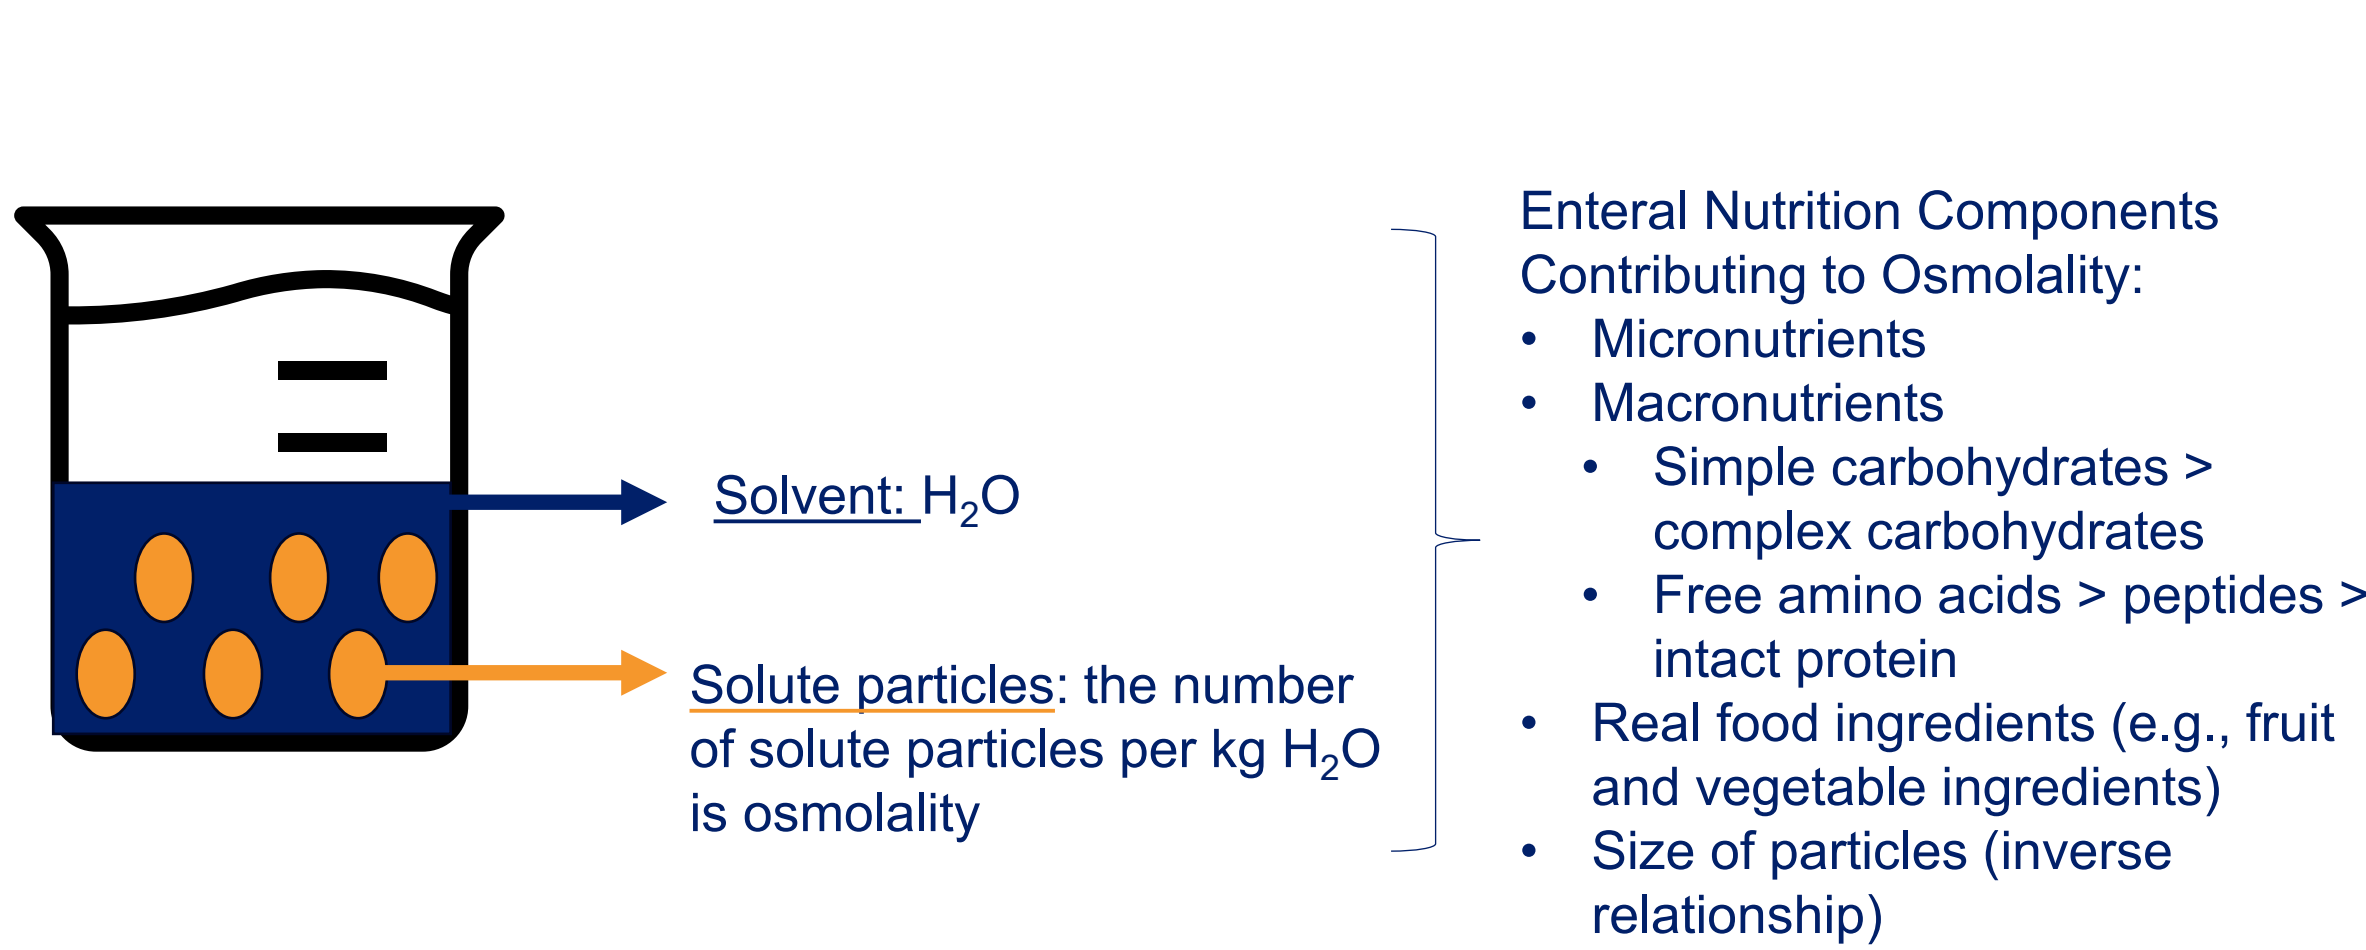 Solvent: H₂O
Solute particles: the number
of solute particles per kg H₂O
is osmolality
Enteral Nutrition Components
Contributing to Osmolality:
• Micronutrients
• Macronutrients
• Simple carbohydrates >
complex carbohydrates
• Free amino acids > peptides >
intact protein
• Real food ingredients (e.g., fruit
and vegetable ingredients)
• Size of particles (inverse
relationship)